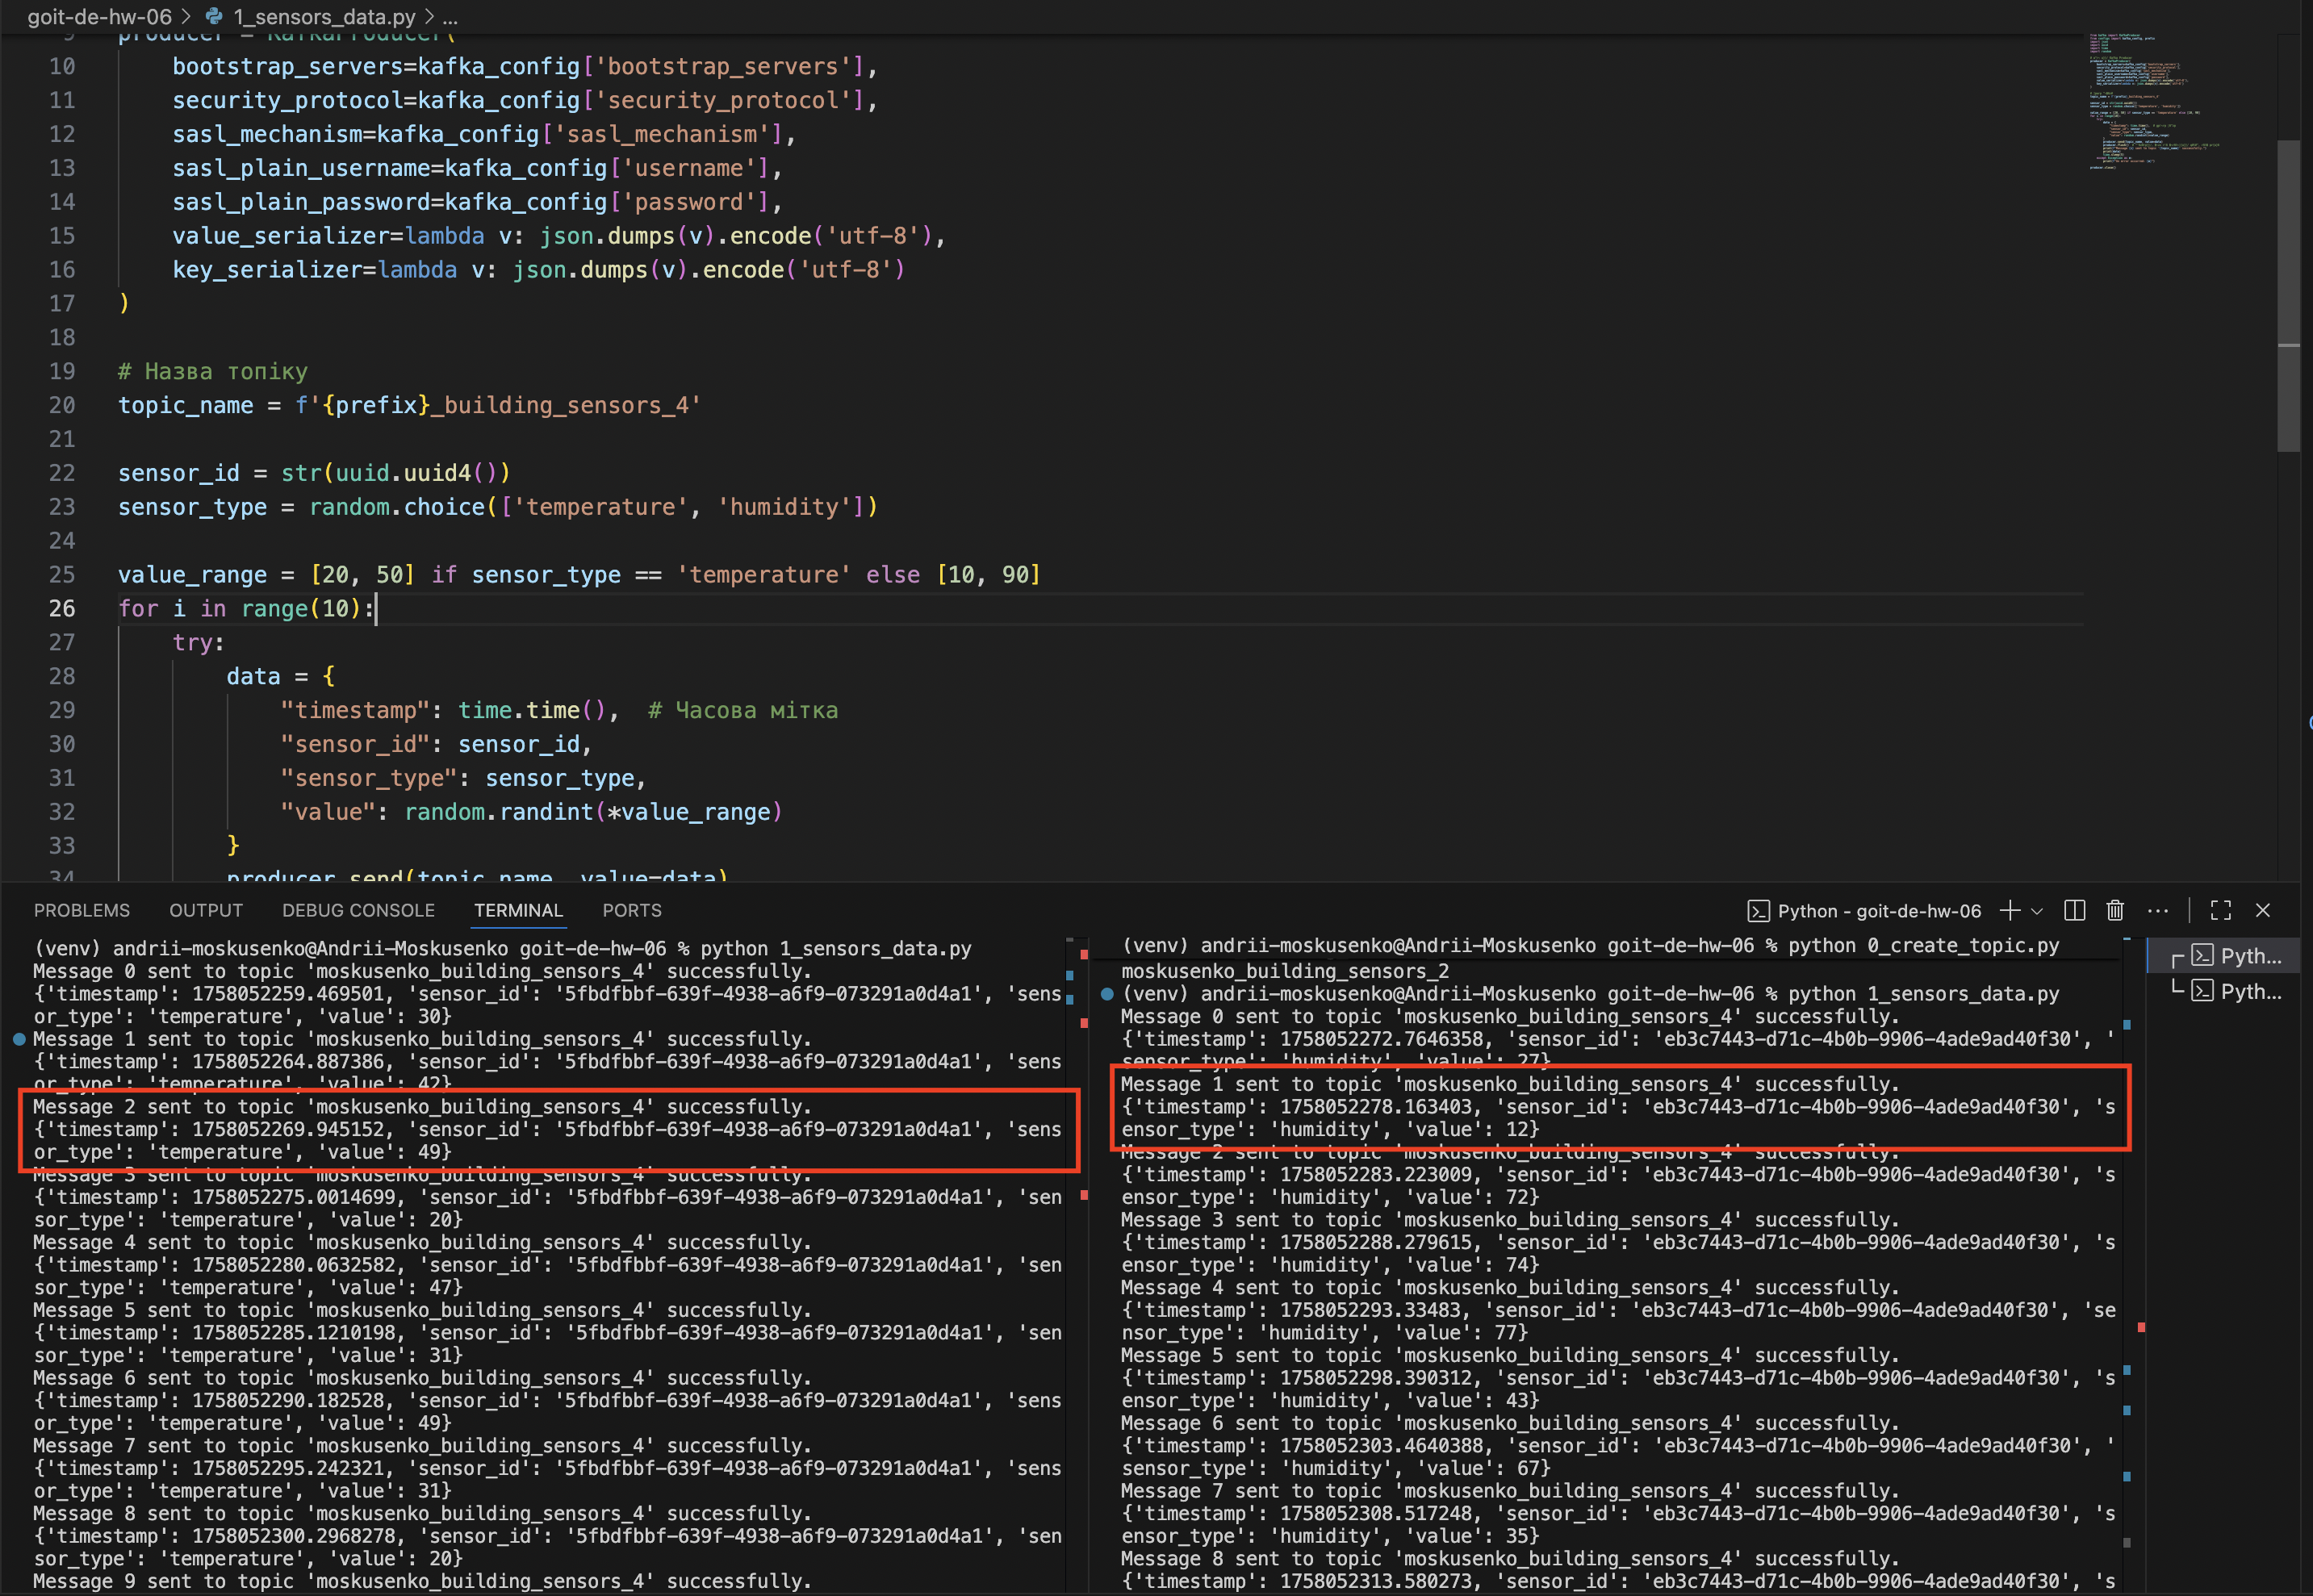 goit-de-hw-06 > 1_sensors_data.py > ...
9 producer = KafkaProducer(
10 bootstrap_servers=kafka_config['bootstrap_servers'],
11 security_protocol=kafka_config['security_protocol'],
12 sasl_mechanism=kafka_config['sasl_mechanism'],
13 sasl_plain_username=kafka_config['username'],
14 sasl_plain_password=kafka_config['password'],
15 value_serializer=lambda v: json.dumps(v).encode('utf-8'),
16 key_serializer=lambda v: json.dumps(v).encode('utf-8')
17 )
18
19 # Назва топіку
20 topic_name = f'{prefix}_building_sensors_4'
21
22 sensor_id = str(uuid.uuid4())
23 sensor_type = random.choice(['temperature', 'humidity'])
24
25 value_range = [20, 50] if sensor_type == 'temperature' else [10, 90]
26 for i in range(10):
27 try:
28 data = {
29 "timestamp": time.time(),  # Часова мітка
30 "sensor_id": sensor_id,
31 "sensor_type": sensor_type,
32 "value": random.randint(*value_range)
33 }
34 producer.send(topic_name, value=data)
PROBLEMS OUTPUT DEBUG CONSOLE TERMINAL PORTS
Python - goit-de-hw-06
(venv) andrii-moskusenko@Andrii-Moskusenko goit-de-hw-06 % python 1_sensors_data.py
Message 0 sent to topic 'moskusenko_building_sensors_4' successfully.
{'timestamp': 1758052259.469501, 'sensor_id': '5fbdfbbf-639f-4938-a6f9-073291a0d4a1', 'sens
or_type': 'temperature', 'value': 30}
Message 1 sent to topic 'moskusenko_building_sensors_4' successfully.
{'timestamp': 1758052264.887386, 'sensor_id': '5fbdfbbf-639f-4938-a6f9-073291a0d4a1', 'sens
or_type': 'temperature', 'value': 42}
Message 2 sent to topic 'moskusenko_building_sensors_4' successfully.
{'timestamp': 1758052269.945152, 'sensor_id': '5fbdfbbf-639f-4938-a6f9-073291a0d4a1', 'sens
or_type': 'temperature', 'value': 49}
Message 3 sent to topic 'moskusenko_building_sensors_4' successfully.
{'timestamp': 1758052275.0014699, 'sensor_id': '5fbdfbbf-639f-4938-a6f9-073291a0d4a1', 'sen
sor_type': 'temperature', 'value': 20}
Message 4 sent to topic 'moskusenko_building_sensors_4' successfully.
{'timestamp': 1758052280.0632582, 'sensor_id': '5fbdfbbf-639f-4938-a6f9-073291a0d4a1', 'sen
sor_type': 'temperature', 'value': 47}
Message 5 sent to topic 'moskusenko_building_sensors_4' successfully.
{'timestamp': 1758052285.1210198, 'sensor_id': '5fbdfbbf-639f-4938-a6f9-073291a0d4a1', 'sen
sor_type': 'temperature', 'value': 31}
Message 6 sent to topic 'moskusenko_building_sensors_4' successfully.
{'timestamp': 1758052290.182528, 'sensor_id': '5fbdfbbf-639f-4938-a6f9-073291a0d4a1', 'sens
or_type': 'temperature', 'value': 49}
Message 7 sent to topic 'moskusenko_building_sensors_4' successfully.
{'timestamp': 1758052295.242321, 'sensor_id': '5fbdfbbf-639f-4938-a6f9-073291a0d4a1', 'sens
or_type': 'temperature', 'value': 31}
Message 8 sent to topic 'moskusenko_building_sensors_4' successfully.
{'timestamp': 1758052300.2968278, 'sensor_id': '5fbdfbbf-639f-4938-a6f9-073291a0d4a1', 'sen
sor_type': 'temperature', 'value': 20}
Message 9 sent to topic 'moskusenko_building_sensors_4' successfully.
(venv) andrii-moskusenko@Andrii-Moskusenko goit-de-hw-06 % python 0_create_topic.py
moskusenko_building_sensors_2
(venv) andrii-moskusenko@Andrii-Moskusenko goit-de-hw-06 % python 1_sensors_data.py
Message 0 sent to topic 'moskusenko_building_sensors_4' successfully.
{'timestamp': 1758052272.7646358, 'sensor_id': 'eb3c7443-d71c-4b0b-9906-4ade9ad40f30', '
sensor_type': 'humidity', 'value': 27}
Message 1 sent to topic 'moskusenko_building_sensors_4' successfully.
{'timestamp': 1758052278.163403, 'sensor_id': 'eb3c7443-d71c-4b0b-9906-4ade9ad40f30', 's
ensor_type': 'humidity', 'value': 12}
Message 2 sent to topic 'moskusenko_building_sensors_4' successfully.
{'timestamp': 1758052283.223009, 'sensor_id': 'eb3c7443-d71c-4b0b-9906-4ade9ad40f30', 's
ensor_type': 'humidity', 'value': 72}
Message 3 sent to topic 'moskusenko_building_sensors_4' successfully.
{'timestamp': 1758052288.279615, 'sensor_id': 'eb3c7443-d71c-4b0b-9906-4ade9ad40f30', 's
ensor_type': 'humidity', 'value': 74}
Message 4 sent to topic 'moskusenko_building_sensors_4' successfully.
{'timestamp': 1758052293.33483, 'sensor_id': 'eb3c7443-d71c-4b0b-9906-4ade9ad40f30', 'se
nsor_type': 'humidity', 'value': 77}
Message 5 sent to topic 'moskusenko_building_sensors_4' successfully.
{'timestamp': 1758052298.390312, 'sensor_id': 'eb3c7443-d71c-4b0b-9906-4ade9ad40f30', 's
ensor_type': 'humidity', 'value': 43}
Message 6 sent to topic 'moskusenko_building_sensors_4' successfully.
{'timestamp': 1758052303.4640388, 'sensor_id': 'eb3c7443-d71c-4b0b-9906-4ade9ad40f30', '
sensor_type': 'humidity', 'value': 67}
Message 7 sent to topic 'moskusenko_building_sensors_4' successfully.
{'timestamp': 1758052308.517248, 'sensor_id': 'eb3c7443-d71c-4b0b-9906-4ade9ad40f30', 's
ensor_type': 'humidity', 'value': 35}
Message 8 sent to topic 'moskusenko_building_sensors_4' successfully.
{'timestamp': 1758052313.580273, 'sensor_id': 'eb3c7443-d71c-4b0b-9906-4ade9ad40f30', 's
Pyth...
Pyth...